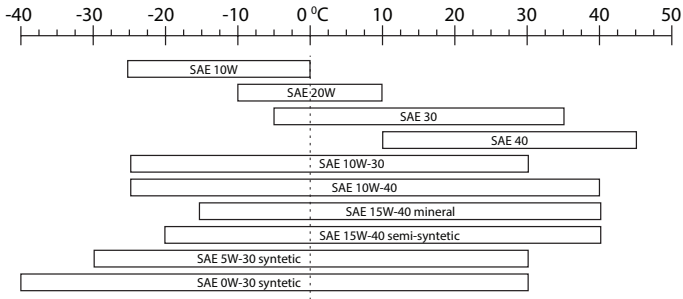 -40 -30 -20 -10 0 ⁰C 10 20 30 40 50
SAE 10W
SAE 20W
SAE 30
SAE 40
SAE 10W-30
SAE 10W-40
SAE 15W-40 mineral
SAE 15W-40 semi-syntetic
SAE 5W-30 syntetic
SAE 0W-30 syntetic